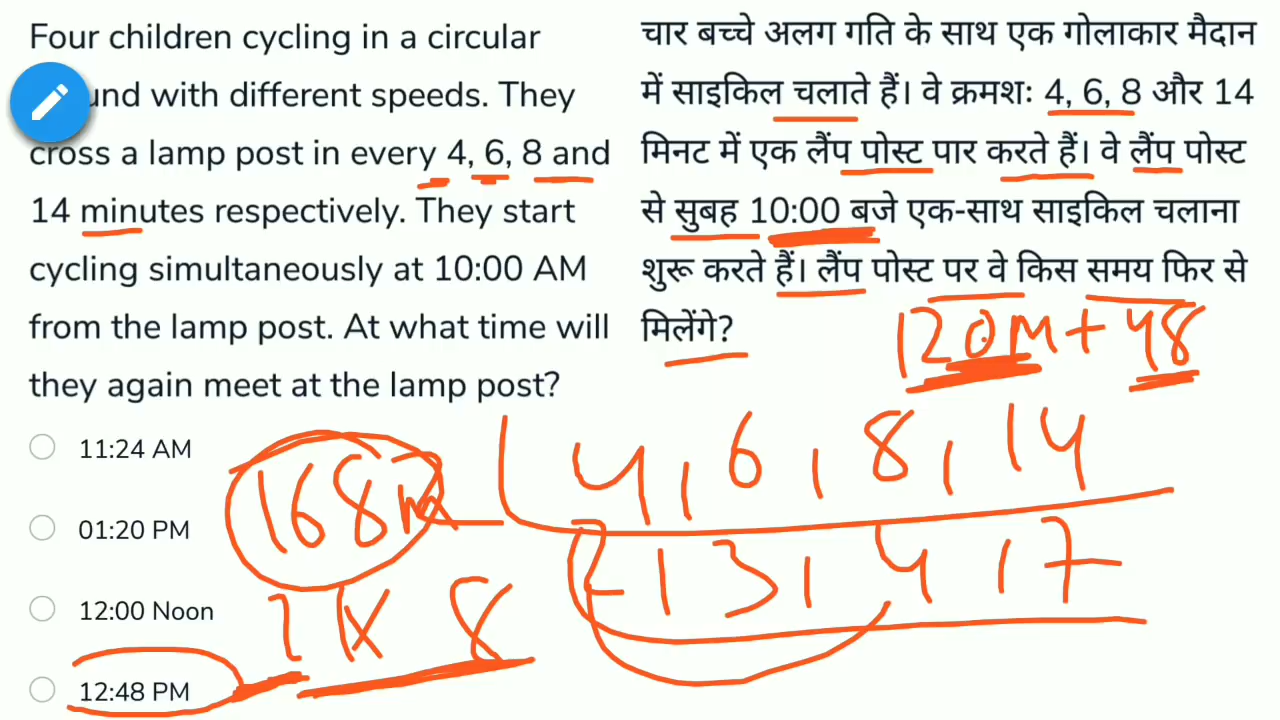 Four children cycling in a circular
und with different speeds. They
cross a lamp post in every 4, 6, 8 and
14 minutes respectively. They start
cycling simultaneously at 10:00 AM
from the lamp post. At what time will
they again meet at the lamp post?
11:24 AM
01:20 PM
12:00 Noon
12:48 PM
चार बच्चे अलग गति के साथ एक गोलाकार मैदान
में साइकिल चलाते हैं। वे क्रमशः 4, 6, 8 और 14
मिनट में एक लैंप पोस्ट पार करते हैं। वे लैंप पोस्ट
से सुबह 10:00 बजे एक-साथ साइकिल चलाना
शुरू करते हैं। लैंप पोस्ट पर वे किस समय फिर से
मिलेंगे?
120M + 48
4, 6, 8, 14
168m
2, 3, 4, 7
21 x 8